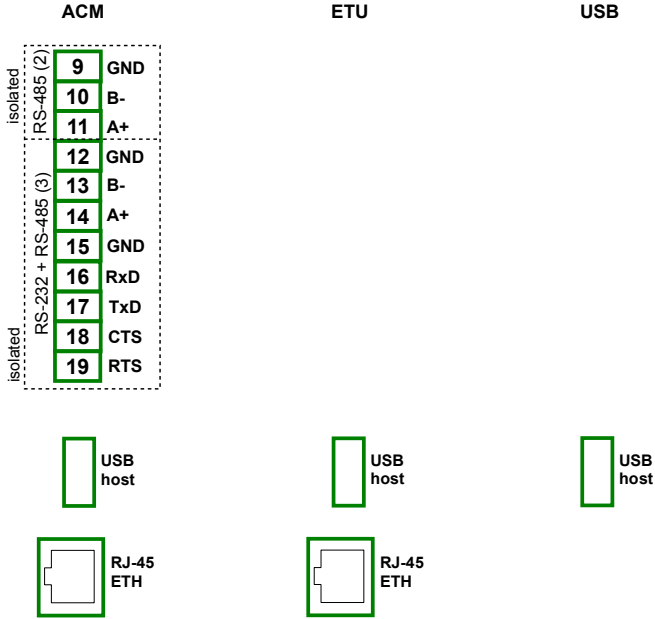 ACM ETU USB
isolated
RS-485 (2)
9 GND
10 B-
11 A+
isolated
RS-232 + RS-485 (3)
12 GND
13 B-
14 A+
15 GND
16 RxD
17 TxD
18 CTS
19 RTS
USB
host
USB
host
USB
host
RJ-45
ETH
RJ-45
ETH